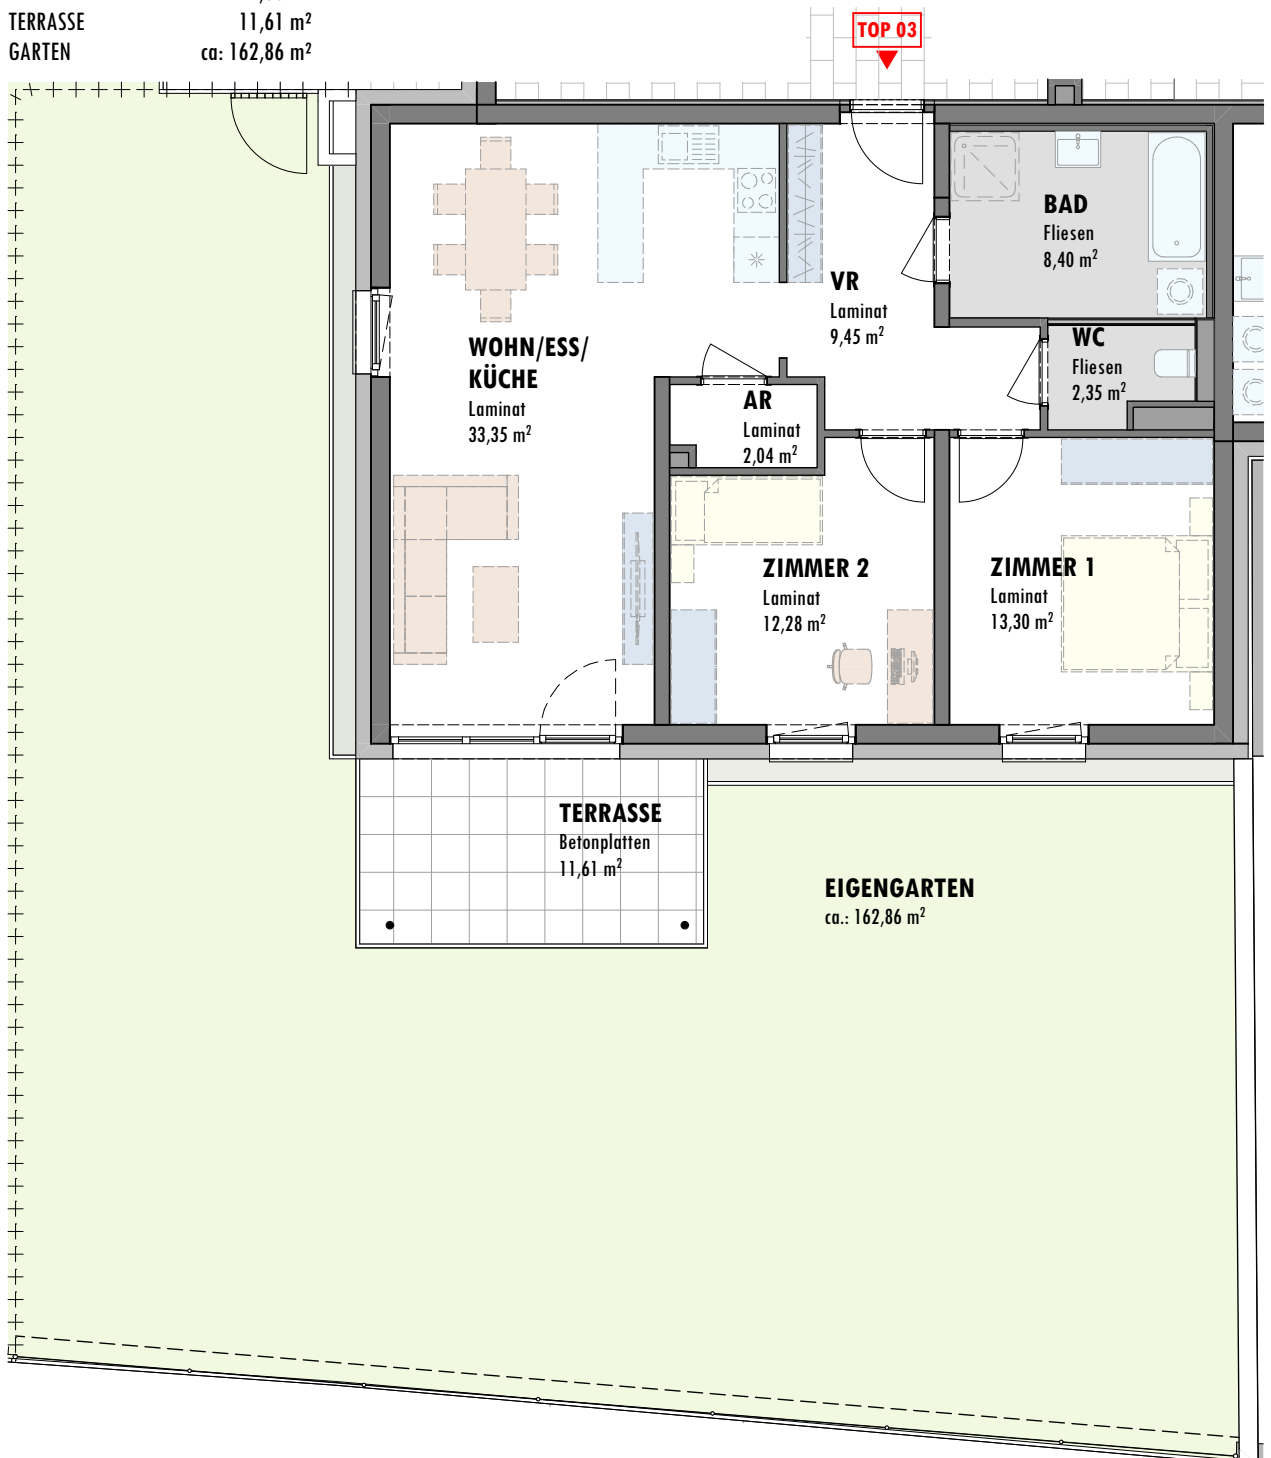 TERRASSE 11,61 m²
GARTEN ca: 162,86 m²
TOP 03
BAD
Fliesen
8,40 m²
VR
Laminat
9,45 m²
WC
Fliesen
2,35 m²
WOHN/ESS/
KÜCHE
Laminat
33,35 m²
AR
Laminat
2,04 m²
ZIMMER 2
Laminat
12,28 m²
ZIMMER 1
Laminat
13,30 m²
TERRASSE
Betonplatten
11,61 m²
EIGENGARTEN
ca.: 162,86 m²